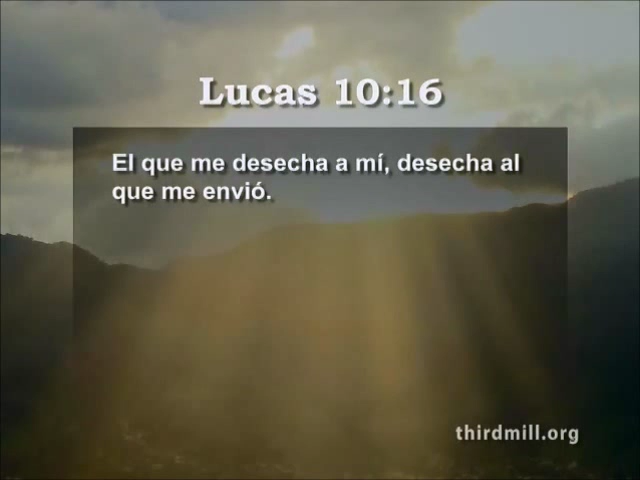 Lucas 10:16
El que me desecha a mí, desecha al
que me envió.
thirdmill.org